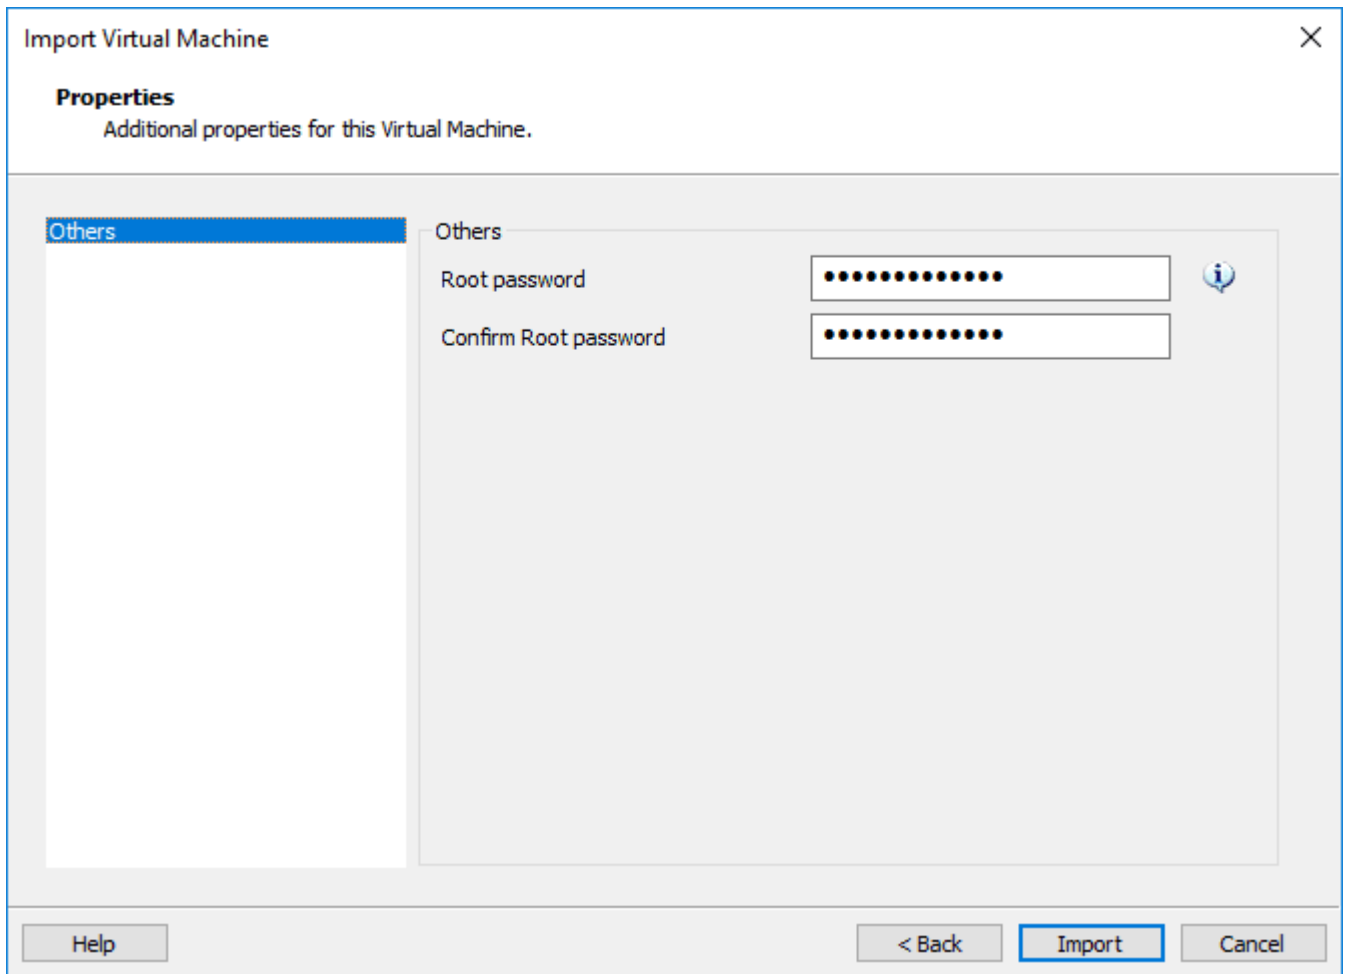 Import Virtual Machine
Properties
Additional properties for this Virtual Machine.
Others
Others
Root password •••••••••••••
Confirm Root password •••••••••••••
Help < Back Import Cancel